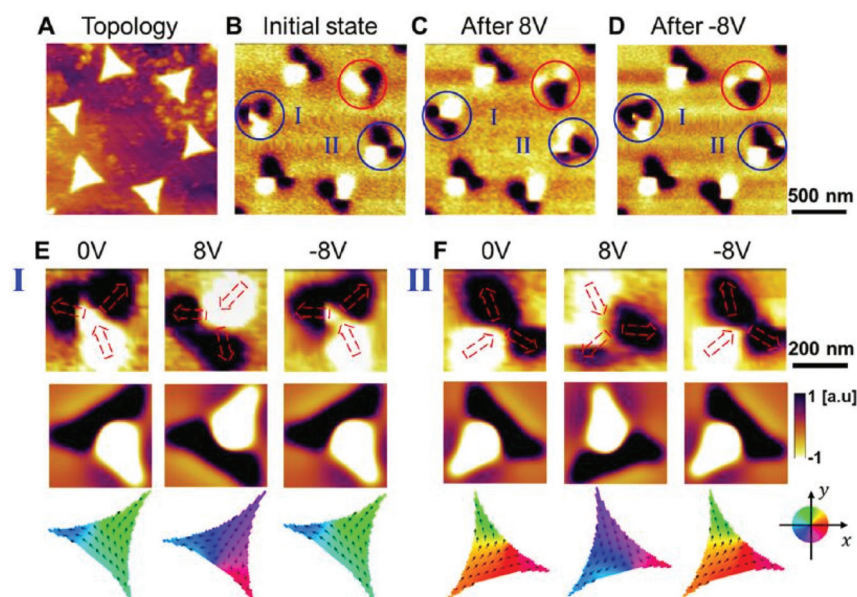 A Topology
B Initial state
C After 8V
D After -8V
I
II
I
II
I
II
500 nm
I
E 0V 8V -8V
II
F 0V 8V -8V
200 nm
1 [a.u]
-1
y
x